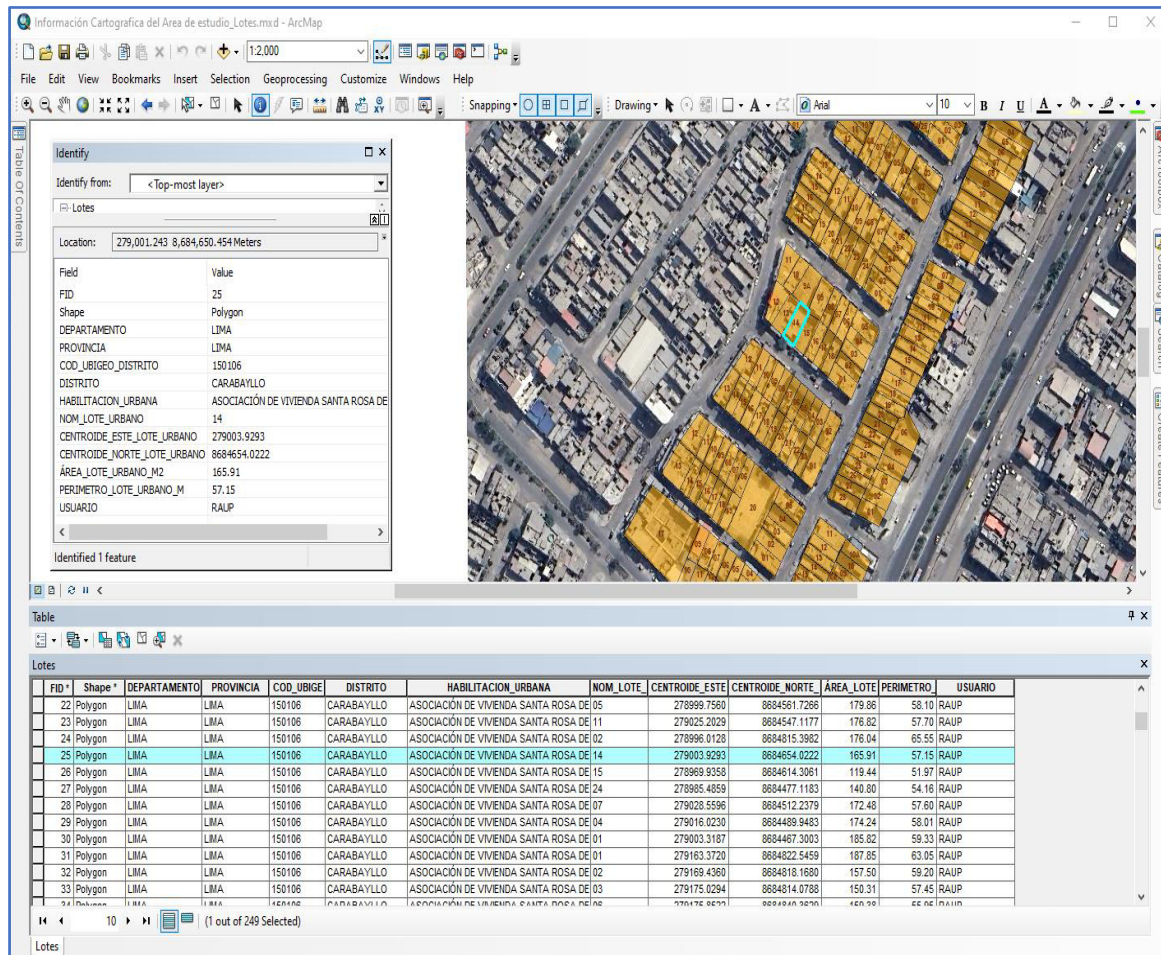 Información Cartografica del Area de estudio_Lotes.mxd - ArcMap
1:2,000
File Edit View Bookmarks Insert Selection Geoprocessing Customize Windows Help
Snapping Drawing Arial 10 B I U A
Table Of Contents
Identify
Identify from: <Top-most layer>
Lotes
Location: 279,001.243 8,684,650.454 Meters
Field Value
FID 25
Shape Polygon
DEPARTAMENTO LIMA
PROVINCIA LIMA
COD_UBIGEO_DISTRITO 150106
DISTRITO CARABAYLLO
HABILITACION_URBANA ASOCIACIÓN DE VIVIENDA SANTA ROSA DE
NOM_LOTE_URBANO 14
CENTROIDE_ESTE_LOTE_URBANO 279003.9293
CENTROIDE_NORTE_LOTE_URBANO 8684654.0222
ÁREA_LOTE_URBANO_M2 165.91
PERIMETRO_LOTE_URBANO_M 57.15
USUARIO RAUP
Identified 1 feature
ArcToolbox
Catalog
Search
Create Features
Table
Lotes
FID * Shape * DEPARTAMENTO PROVINCIA COD_UBIGE DISTRITO HABILITACION_URBANA NOM_LOTE_ CENTROIDE_ESTE CENTROIDE_NORTE_ ÁREA_LOTE PERIMETRO_ USUARIO
22 Polygon LIMA LIMA 150106 CARABAYLLO ASOCIACIÓN DE VIVIENDA SANTA ROSA DE 05 278999.7560 8684561.7266 179.86 58.10 RAUP
23 Polygon LIMA LIMA 150106 CARABAYLLO ASOCIACIÓN DE VIVIENDA SANTA ROSA DE 11 279025.2029 8684547.1177 176.82 57.70 RAUP
24 Polygon LIMA LIMA 150106 CARABAYLLO ASOCIACIÓN DE VIVIENDA SANTA ROSA DE 02 278996.0128 8684815.3982 176.04 65.55 RAUP
25 Polygon LIMA LIMA 150106 CARABAYLLO ASOCIACIÓN DE VIVIENDA SANTA ROSA DE 14 279003.9293 8684654.0222 165.91 57.15 RAUP
26 Polygon LIMA LIMA 150106 CARABAYLLO ASOCIACIÓN DE VIVIENDA SANTA ROSA DE 15 278969.9358 8684614.3061 119.44 51.97 RAUP
27 Polygon LIMA LIMA 150106 CARABAYLLO ASOCIACIÓN DE VIVIENDA SANTA ROSA DE 24 278985.4859 8684477.1183 140.80 54.16 RAUP
28 Polygon LIMA LIMA 150106 CARABAYLLO ASOCIACIÓN DE VIVIENDA SANTA ROSA DE 07 279028.5596 8684512.2379 172.48 57.60 RAUP
29 Polygon LIMA LIMA 150106 CARABAYLLO ASOCIACIÓN DE VIVIENDA SANTA ROSA DE 04 279016.0230 8684489.9483 174.24 58.01 RAUP
30 Polygon LIMA LIMA 150106 CARABAYLLO ASOCIACIÓN DE VIVIENDA SANTA ROSA DE 01 279003.3187 8684467.3003 185.82 59.33 RAUP
31 Polygon LIMA LIMA 150106 CARABAYLLO ASOCIACIÓN DE VIVIENDA SANTA ROSA DE 01 279163.3720 8684822.5459 187.85 63.05 RAUP
32 Polygon LIMA LIMA 150106 CARABAYLLO ASOCIACIÓN DE VIVIENDA SANTA ROSA DE 02 279169.4360 8684818.1680 157.50 59.20 RAUP
33 Polygon LIMA LIMA 150106 CARABAYLLO ASOCIACIÓN DE VIVIENDA SANTA ROSA DE 03 279175.0294 8684814.0788 150.31 57.45 RAUP
10 (1 out of 249 Selected)
Lotes